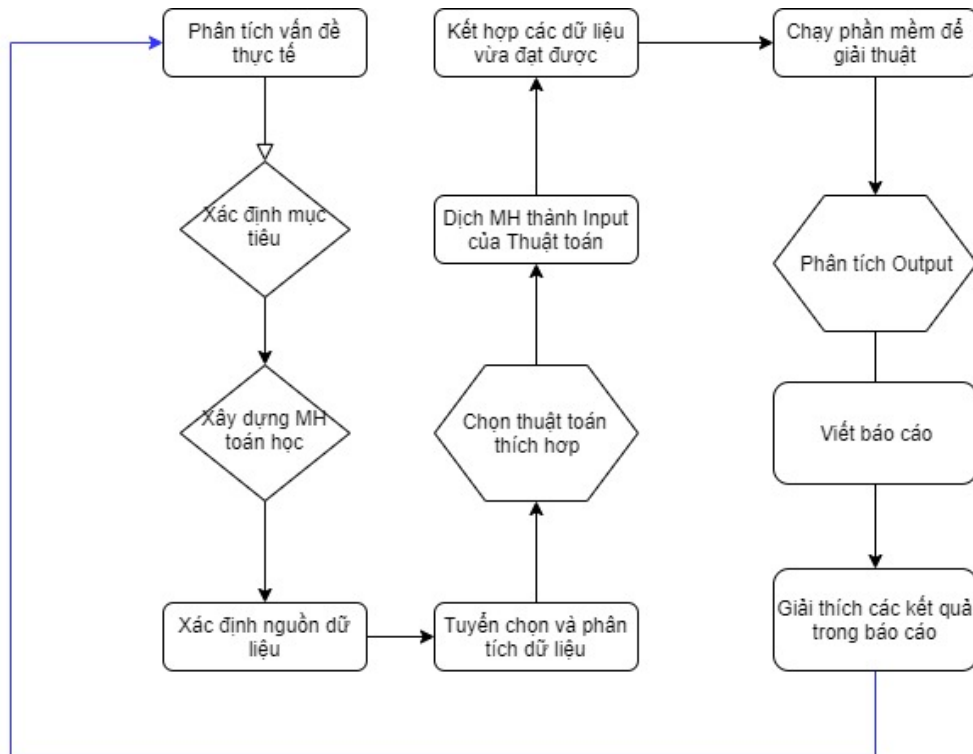 Phân tích vấn đề
thực tế
Xác định mục
tiêu
Xây dựng MH
toán học
Xác định nguồn dữ
liệu
Tuyển chọn và phân
tích dữ liệu
Chọn thuật toán
thích hơp
Dịch MH thành Input
của Thuật toán
Kết hợp các dữ liệu
vừa đạt được
Chạy phần mềm để
giải thuật
Phân tích Output
Viết báo cáo
Giải thích các kết quả
trong báo cáo